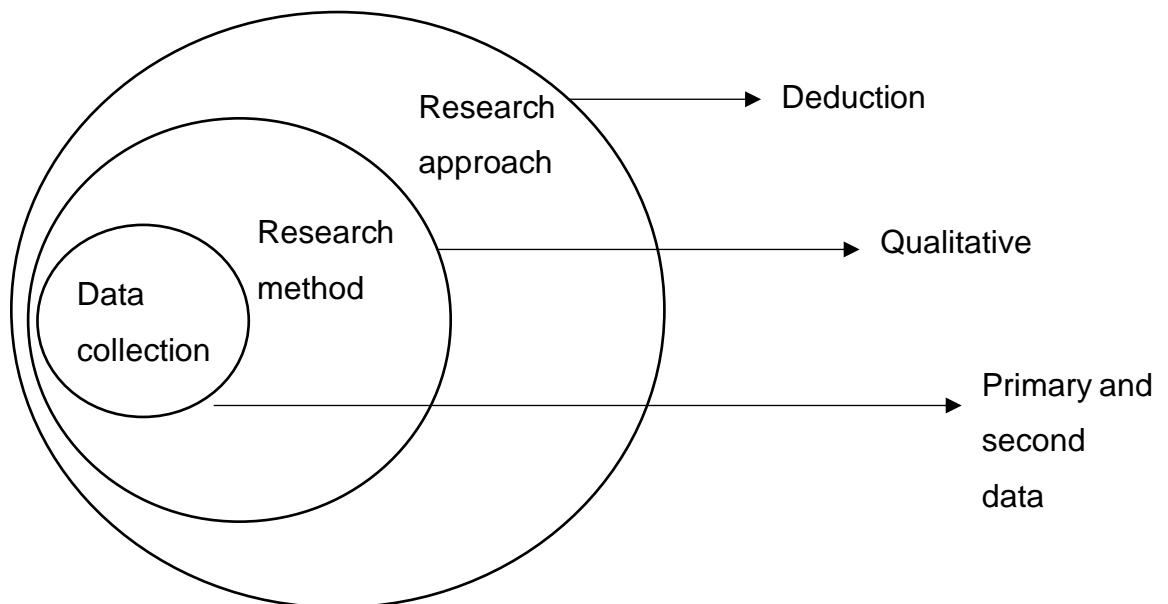 Research
approach
Deduction
Research
method
Qualitative
Data
collection
Primary and
second
data